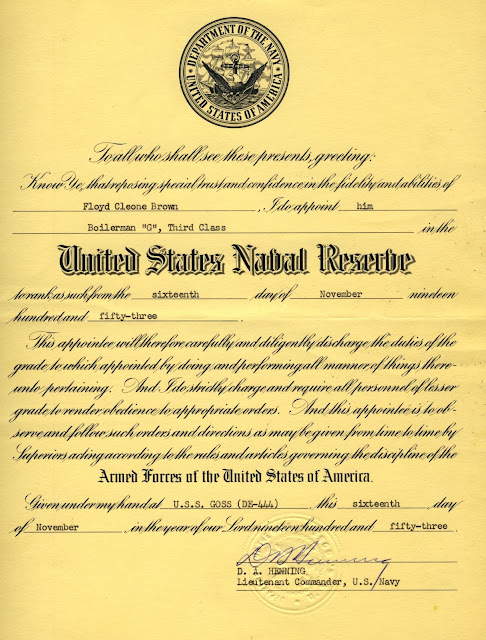 DEPARTMENT OF THE NAVY
UNITED STATES OF AMERICA
To all who shall see these presents, greeting:
Know Ye, that reposing special trust and confidence in the fidelity and abilities of
Floyd Cleone Brown , I do appoint him
Boilerman "G", Third Class in the
United States Naval Reserve
to rank as such from the sixteenth day of November nineteen
hundred and fifty-three .
This appointee will therefore carefully and diligently discharge the duties of the
grade to which appointed by doing and performing all manner of things there-
unto pertaining. And I do strictly charge and require all personnel of lesser
grade to render obedience to appropriate orders. And this appointee is to ob-
serve and follow such orders and directions as may be given from time to time by
Superiors acting according to the rules and articles governing the discipline of the
Armed Forces of the United States of America.
Given under my hand at U.S.S. GOSS (DE-444) this sixteenth day
of November , in the year of our Lord nineteen hundred and fifty-three .
D A Henning
D. A. HENNING
Lieutenant Commander, U.S. Navy